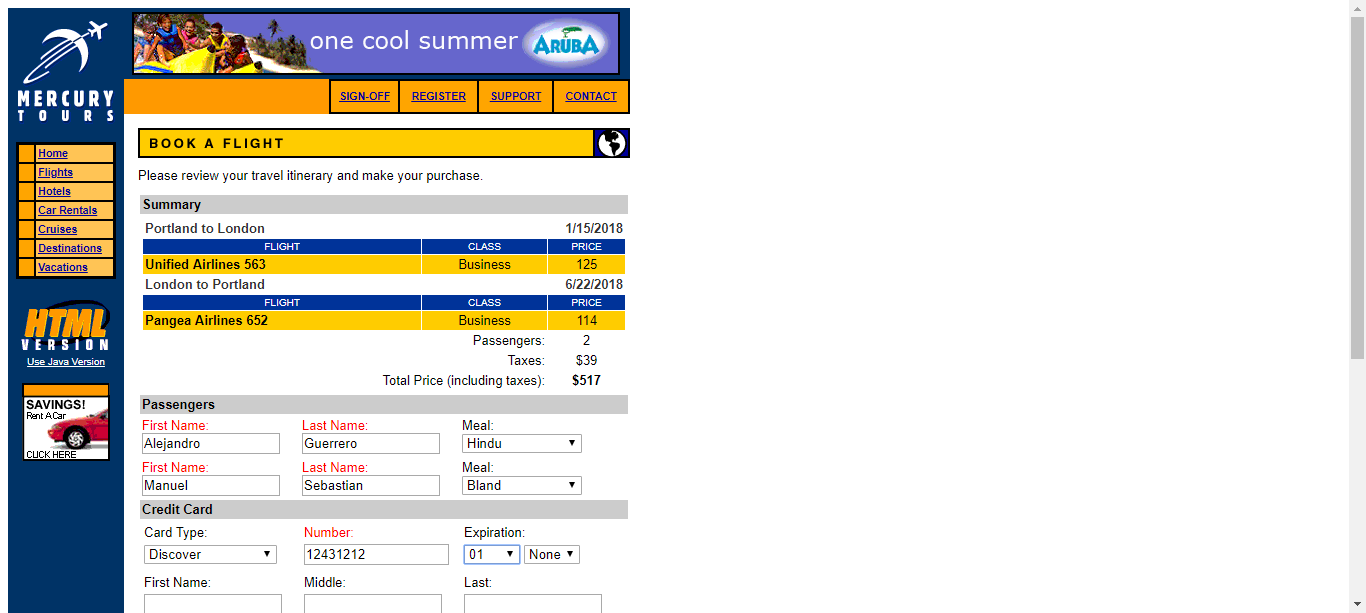 one cool summer ARUBA
MERCURY
TOURS
SIGN-OFF REGISTER SUPPORT CONTACT
BOOK A FLIGHT
Home
Flights
Hotels
Car Rentals
Cruises
Destinations
Vacations
HTML
VERSION
Use Java Version
SAVINGS!
Rent A Car
CLICK HERE
Please review your travel itinerary and make your purchase.
Summary
Portland to London 1/15/2018
FLIGHT CLASS PRICE
Unified Airlines 563 Business 125
London to Portland 6/22/2018
FLIGHT CLASS PRICE
Pangea Airlines 652 Business 114
Passengers: 2
Taxes: $39
Total Price (including taxes): $517
Passengers
First Name: Last Name: Meal:
Alejandro Guerrero Hindu
First Name: Last Name: Meal:
Manuel Sebastian Bland
Credit Card
Card Type: Number: Expiration:
Discover 12431212 01 None
First Name: Middle: Last: